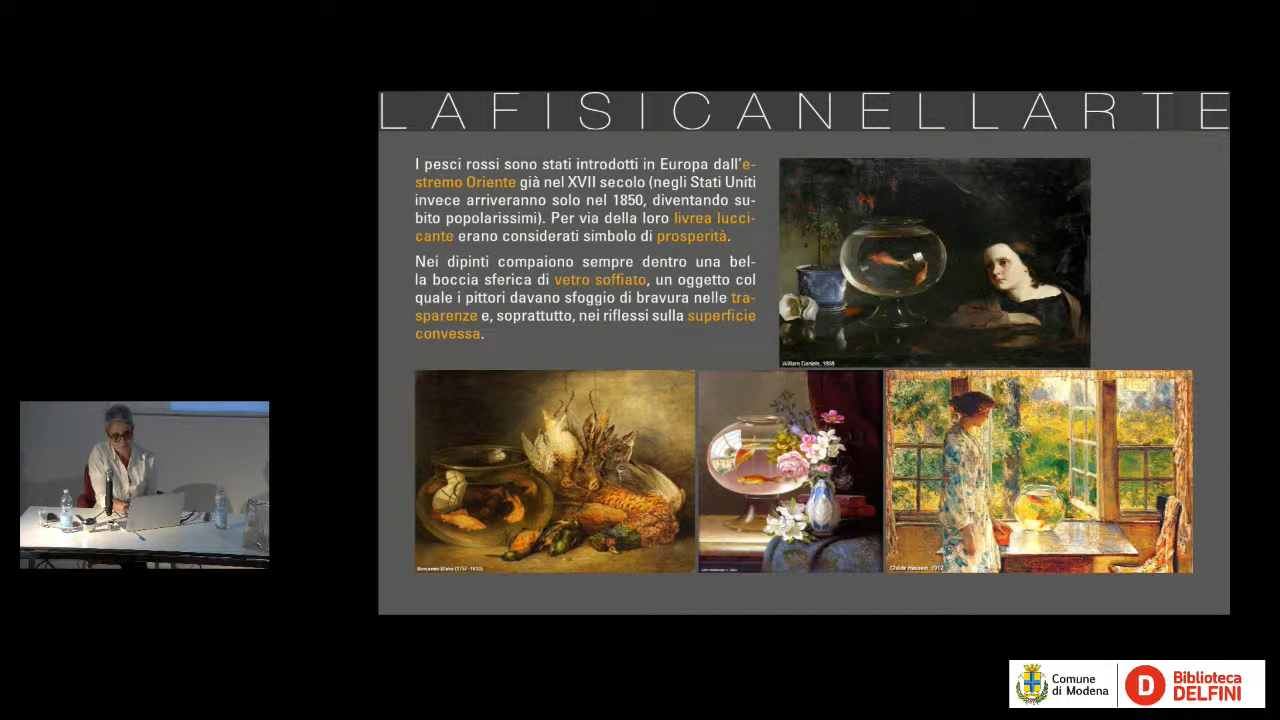 LAFISICANELLARTE
I pesci rossi sono stati introdotti in Europa dall'e-
stremo Oriente già nel XVII secolo (negli Stati Uniti
invece arriveranno solo nel 1850, diventando su-
bito popolarissimi). Per via della loro livrea lucci-
cante erano considerati simbolo di prosperità.
Nei dipinti compaiono sempre dentro una bel-
la boccia sferica di vetro soffiato, un oggetto col
quale i pittori davano sfoggio di bravura nelle tra-
sparenze e, soprattutto, nei riflessi sulla superficie
convessa.
William Daniels,
Benjamin Blake (1757-1830)
Childe Hassam, 1912
Comune
di Modena
D
Biblioteca
DELFINI